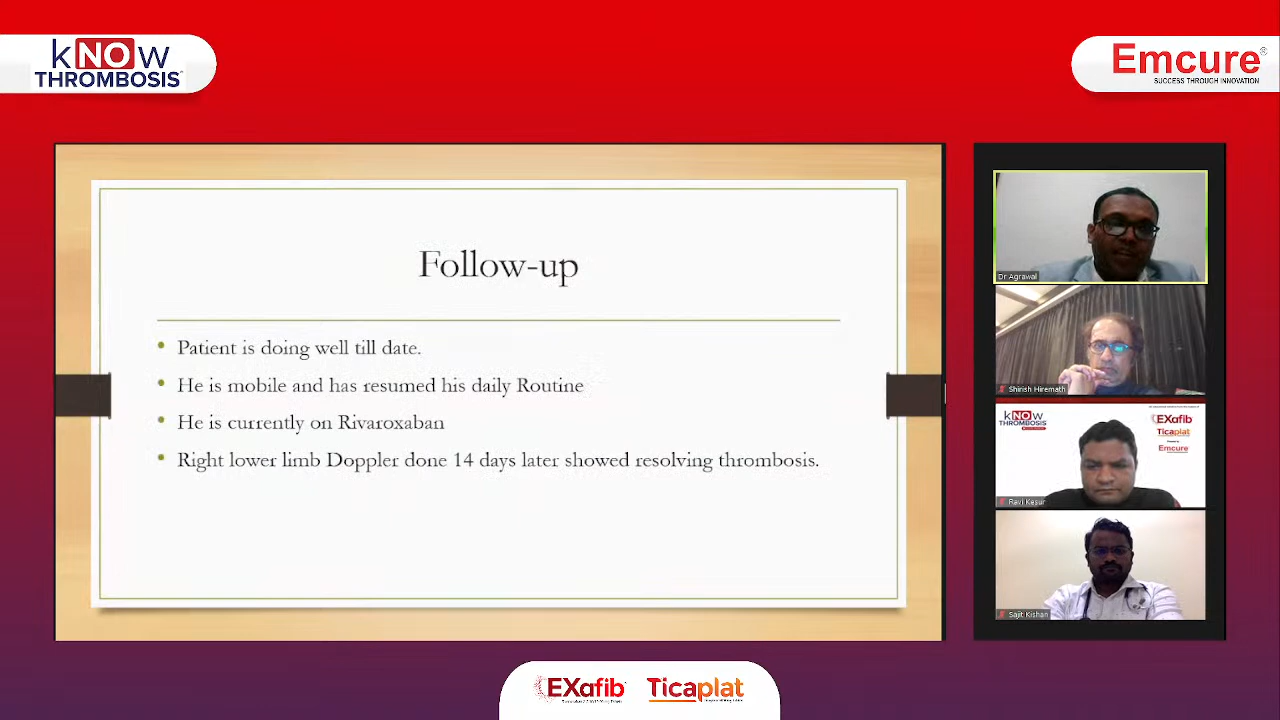 kNOw
THROMBOSIS
Emcure®
SUCCESS THROUGH INNOVATION
Follow-up
• Patient is doing well till date.
• He is mobile and has resumed his daily Routine
• He is currently on Rivaroxaban
• Right lower limb Doppler done 14 days later showed resolving thrombosis.
Dr Agrawal
Shirish Hiremath
kNOw
THROMBOSIS
EXafib
Ticaplat
Emcure
Ravi Kesur
Sajit Kishan
EXafib
Ticaplat